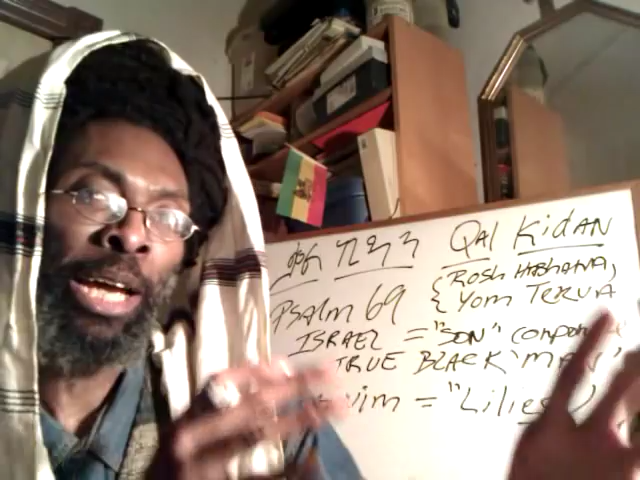 ቃል ኪዳን Qal Kidan
Rosh HaShana,
Yom Terua
Psalm 69
ISRAEL = "SON"
TRUE BLACK 'MAN'
= "Lilies"